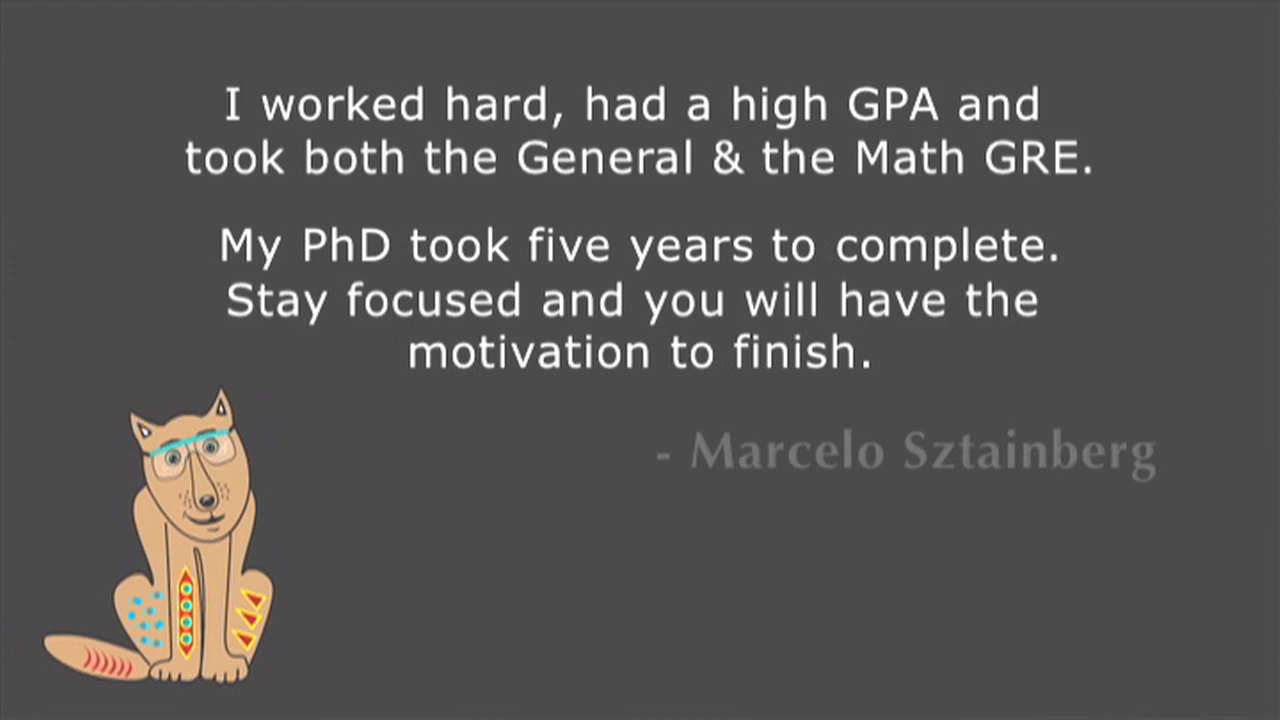 I worked hard, had a high GPA and
took both the General & the Math GRE.
My PhD took five years to complete.
Stay focused and you will have the
motivation to finish.
- Marcelo Sztainberg